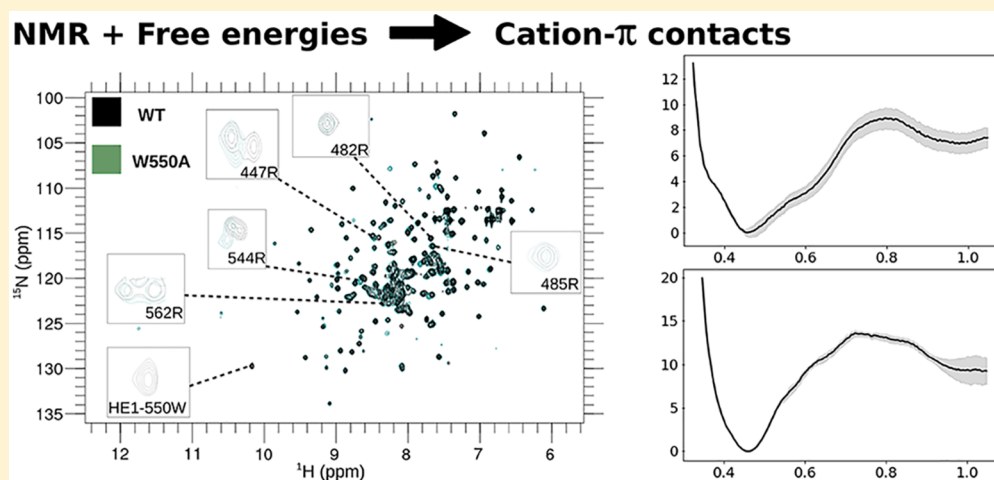 NMR + Free energies Cation-π contacts
WT
W550A
447R
482R
544R
485R
562R
HE1-550W
100
105
110
115
120
125
130
135
¹⁵N (ppm)
12 11 10 9 8 7 6
¹H (ppm)
12
10
8
6
4
2
0
0.4 0.6 0.8 1.0
20
15
10
5
0
0.4 0.6 0.8 1.0